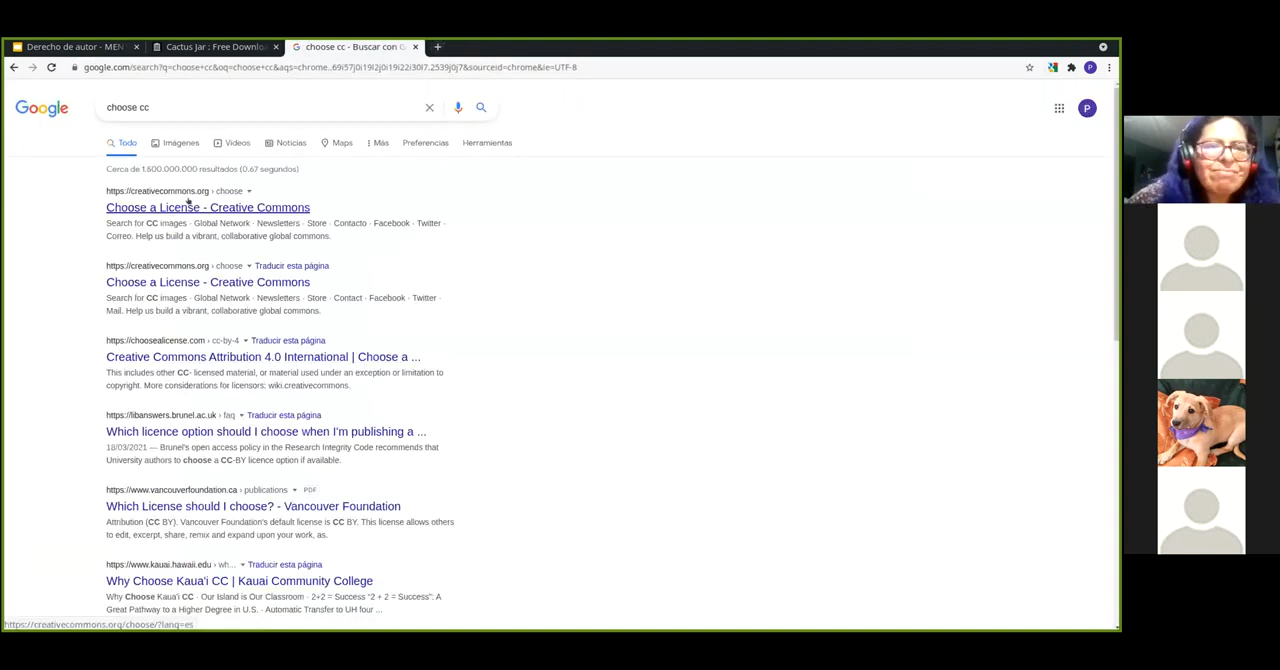 Derecho de autor - MEN
Cactus Jar : Free Downlo
choose cc - Buscar con G
google.com/search?q=choose+cc&oq=choose+cc&aqs=chrome..69i57j0i19l2j0i19i22i30l7.2539j0j7&sourceid=chrome&ie=UTF-8
P
Google
choose cc
P
Todo
Imágenes
Videos
Noticias
Maps
Más
Preferencias
Herramientas
Cerca de 1.600.000.000 resultados (0.67 segundos)
https://creativecommons.org › choose
Choose a License - Creative Commons
Search for CC images · Global Network · Newsletters · Store · Contacto · Facebook · Twitter ·
Correo. Help us build a vibrant, collaborative global commons.
https://creativecommons.org › choose Traducir esta página
Choose a License - Creative Commons
Search for CC images · Global Network · Newsletters · Store · Contact · Facebook · Twitter ·
Mail. Help us build a vibrant, collaborative global commons.
https://choosealicense.com › cc-by-4 Traducir esta página
Creative Commons Attribution 4.0 International | Choose a ...
This includes other CC- licensed material, or material used under an exception or limitation to
copyright. More considerations for licensors: wiki.creativecommons.
https://libanswers.brunel.ac.uk › faq Traducir esta página
Which licence option should I choose when I'm publishing a ...
18/03/2021 — Brunel's open access policy in the Research Integrity Code recommends that
University authors to choose a CC-BY licence option if available.
https://www.vancouverfoundation.ca › publications PDF
Which License should I choose? - Vancouver Foundation
Attribution (CC BY). Vancouver Foundation's default license is CC BY. This license allows others
to edit, excerpt, share, remix and expand upon your work, as.
https://www.kauai.hawaii.edu › wh... Traducir esta página
Why Choose Kaua'i CC | Kauai Community College
Why Choose Kaua'i CC · Our Island is Our Classroom · 2+2 = Success “2 + 2 = Success”: A
Great Pathway to a Higher Degree in U.S. · Automatic Transfer to UH four ...
https://creativecommons.org/choose/?lang=es